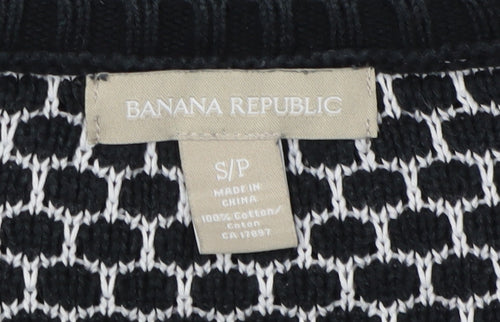 BANANA REPUBLIC
S/P
MADE IN
CHINA
100% Cotton/
Coton
CA 17897